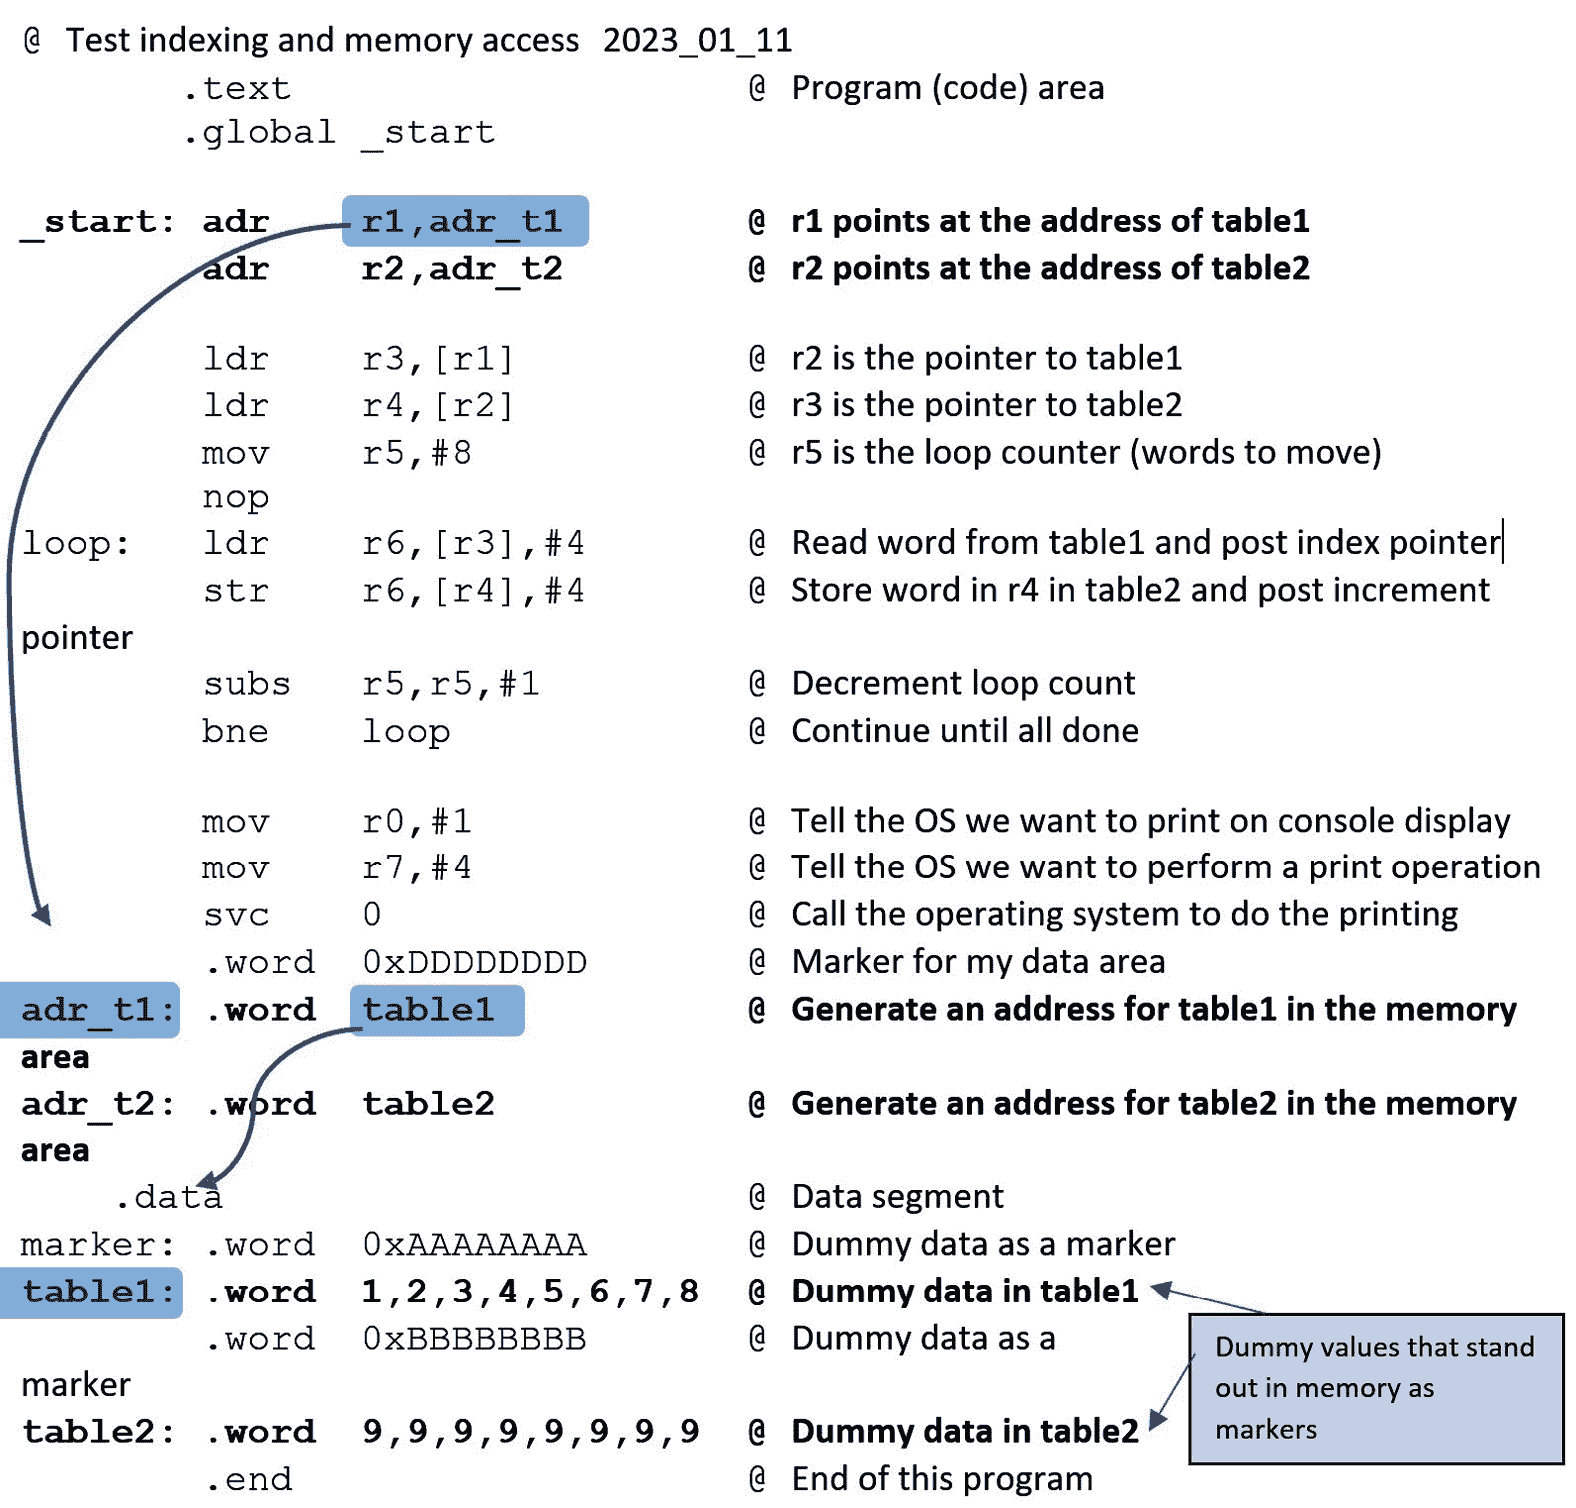 @ Test indexing and memory access 2023_01_11
.text @ Program (code) area
.global _start
_start: adr r1,adr_t1 @ r1 points at the address of table1
adr r2,adr_t2 @ r2 points at the address of table2
ldr r3,[r1] @ r2 is the pointer to table1
ldr r4,[r2] @ r3 is the pointer to table2
mov r5,#8 @ r5 is the loop counter (words to move)
nop
loop: ldr r6,[r3],#4 @ Read word from table1 and post index pointer
str r6,[r4],#4 @ Store word in r4 in table2 and post increment
pointer
subs r5,r5,#1 @ Decrement loop count
bne loop @ Continue until all done
mov r0,#1 @ Tell the OS we want to print on console display
mov r7,#4 @ Tell the OS we want to perform a print operation
svc 0 @ Call the operating system to do the printing
.word 0xDDDDDDDD @ Marker for my data area
adr_t1: .word table1 @ Generate an address for table1 in the memory
area
adr_t2: .word table2 @ Generate an address for table2 in the memory
area
.data @ Data segment
marker: .word 0xAAAAAAAA @ Dummy data as a marker
table1: .word 1,2,3,4,5,6,7,8 @ Dummy data in table1
.word 0xBBBBBBBB @ Dummy data as a
marker
table2: .word 9,9,9,9,9,9,9,9 @ Dummy data in table2
.end @ End of this program
Dummy values that stand
out in memory as
markers